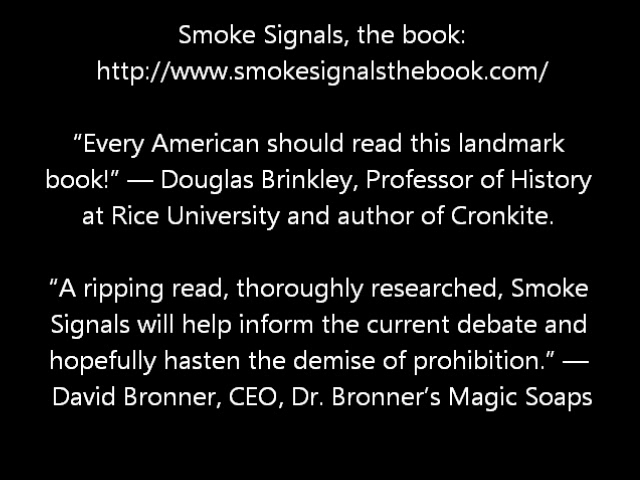 Smoke Signals, the book:
http://www.smokesignalsthebook.com/
“Every American should read this landmark
book!” — Douglas Brinkley, Professor of History
at Rice University and author of Cronkite.
“A ripping read, thoroughly researched, Smoke
Signals will help inform the current debate and
hopefully hasten the demise of prohibition.” —
David Bronner, CEO, Dr. Bronner’s Magic Soaps